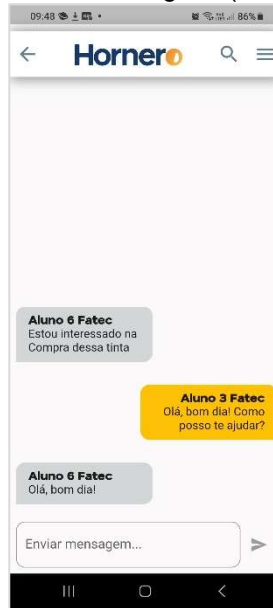 09:48
86%
Hornero
Aluno 6 Fatec
Estou interessado na
Compra dessa tinta
Aluno 3 Fatec
Olá, bom dia! Como
posso te ajudar?
Aluno 6 Fatec
Olá, bom dia!
Enviar mensagem...